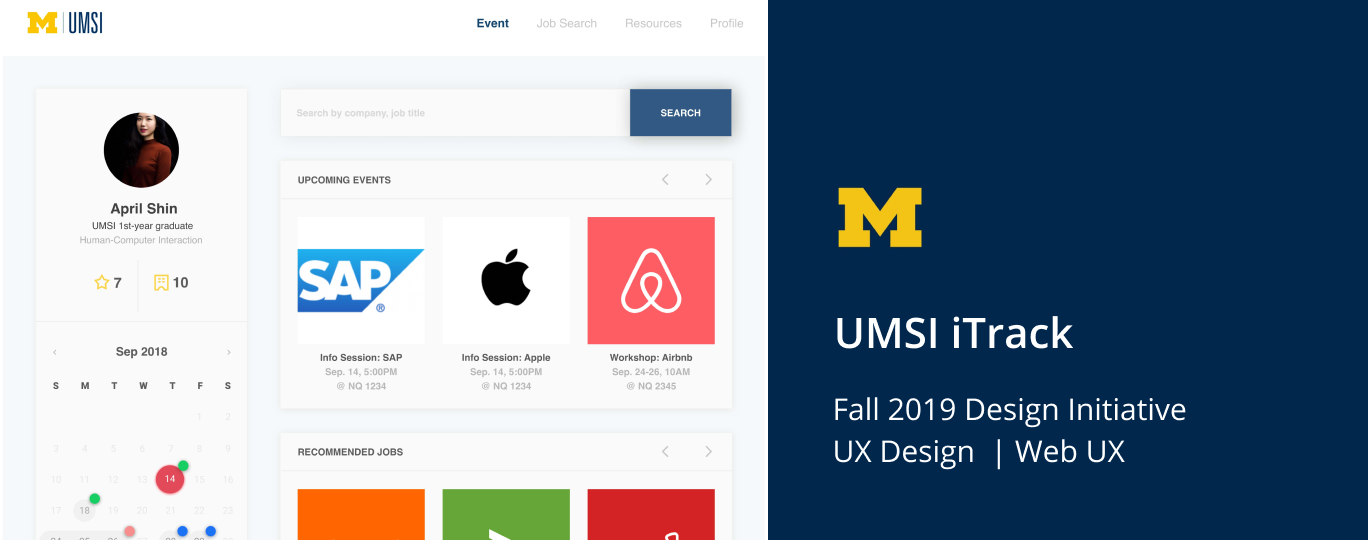 M | UMSI
Event Job Search Resources Profile
Search by company, job title
SEARCH
April Shin
UMSI 1st-year graduate
Human-Computer Interaction
7 10
‹ Sep 2018 ›
S M T W T F S
1 2
3 4 5 6 7 8 9
10 11 12 13 14 15 16
17 18 19 20 21 22 23
UPCOMING EVENTS
SAP®
Info Session: SAP
Sep. 14, 5:00PM
@ NQ 1234
Info Session: Apple
Sep. 14, 5:00PM
@ NQ 1234
Workshop: Airbnb
Sep. 24-26, 10AM
@ NQ 2345
RECOMMENDED JOBS
M
UMSI iTrack
Fall 2019 Design Initiative
UX Design | Web UX